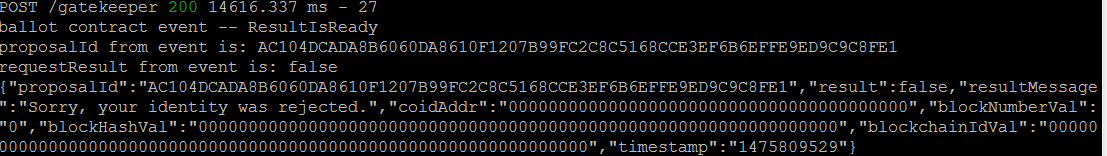 POST /gatekeeper 200 14616.337 ms - 27
ballot contract event -- ResultIsReady
proposalId from event is: AC104DCADA8B6060DA8610F1207B99FC2C8C5168CCE3EF6B6EFFE9ED9C9C8FE1
requestResult from event is: false
{"proposalId":"AC104DCADA8B6060DA8610F1207B99FC2C8C5168CCE3EF6B6EFFE9ED9C9C8FE1","result":false,"resultMessage
":"Sorry, your identity was rejected.","coidAddr":"0000000000000000000000000000000000000000","blockNumberVal":
"0","blockHashVal":"0000000000000000000000000000000000000000000000000000000000000000","blockchainIdVal":"00000
00000000000000000000000000000000000000000000000000000000000","timestamp":"1475809529"}